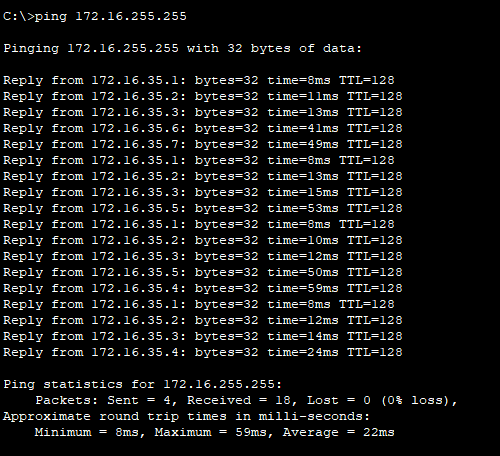 C:\>ping 172.16.255.255
Pinging 172.16.255.255 with 32 bytes of data:
Reply from 172.16.35.1: bytes=32 time=8ms TTL=128
Reply from 172.16.35.2: bytes=32 time=11ms TTL=128
Reply from 172.16.35.3: bytes=32 time=13ms TTL=128
Reply from 172.16.35.6: bytes=32 time=41ms TTL=128
Reply from 172.16.35.7: bytes=32 time=49ms TTL=128
Reply from 172.16.35.1: bytes=32 time=8ms TTL=128
Reply from 172.16.35.2: bytes=32 time=13ms TTL=128
Reply from 172.16.35.3: bytes=32 time=15ms TTL=128
Reply from 172.16.35.5: bytes=32 time=53ms TTL=128
Reply from 172.16.35.1: bytes=32 time=8ms TTL=128
Reply from 172.16.35.2: bytes=32 time=10ms TTL=128
Reply from 172.16.35.3: bytes=32 time=12ms TTL=128
Reply from 172.16.35.5: bytes=32 time=50ms TTL=128
Reply from 172.16.35.4: bytes=32 time=59ms TTL=128
Reply from 172.16.35.1: bytes=32 time=8ms TTL=128
Reply from 172.16.35.2: bytes=32 time=12ms TTL=128
Reply from 172.16.35.3: bytes=32 time=14ms TTL=128
Reply from 172.16.35.4: bytes=32 time=24ms TTL=128
Ping statistics for 172.16.255.255:
Packets: Sent = 4, Received = 18, Lost = 0 (0% loss),
Approximate round trip times in milli-seconds:
Minimum = 8ms, Maximum = 59ms, Average = 22ms